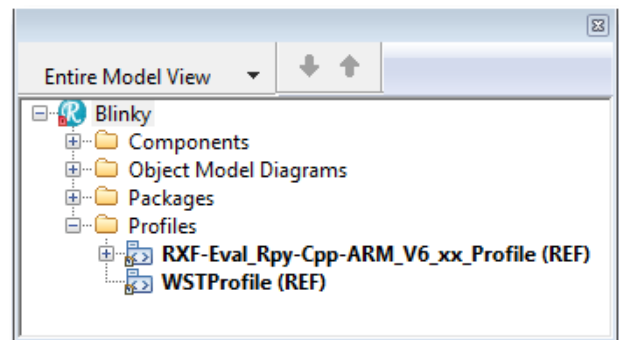 Entire Model View
Blinky
Components
Object Model Diagrams
Packages
Profiles
RXF-Eval_Rpy-Cpp-ARM_V6_xx_Profile (REF)
WSTProfile (REF)